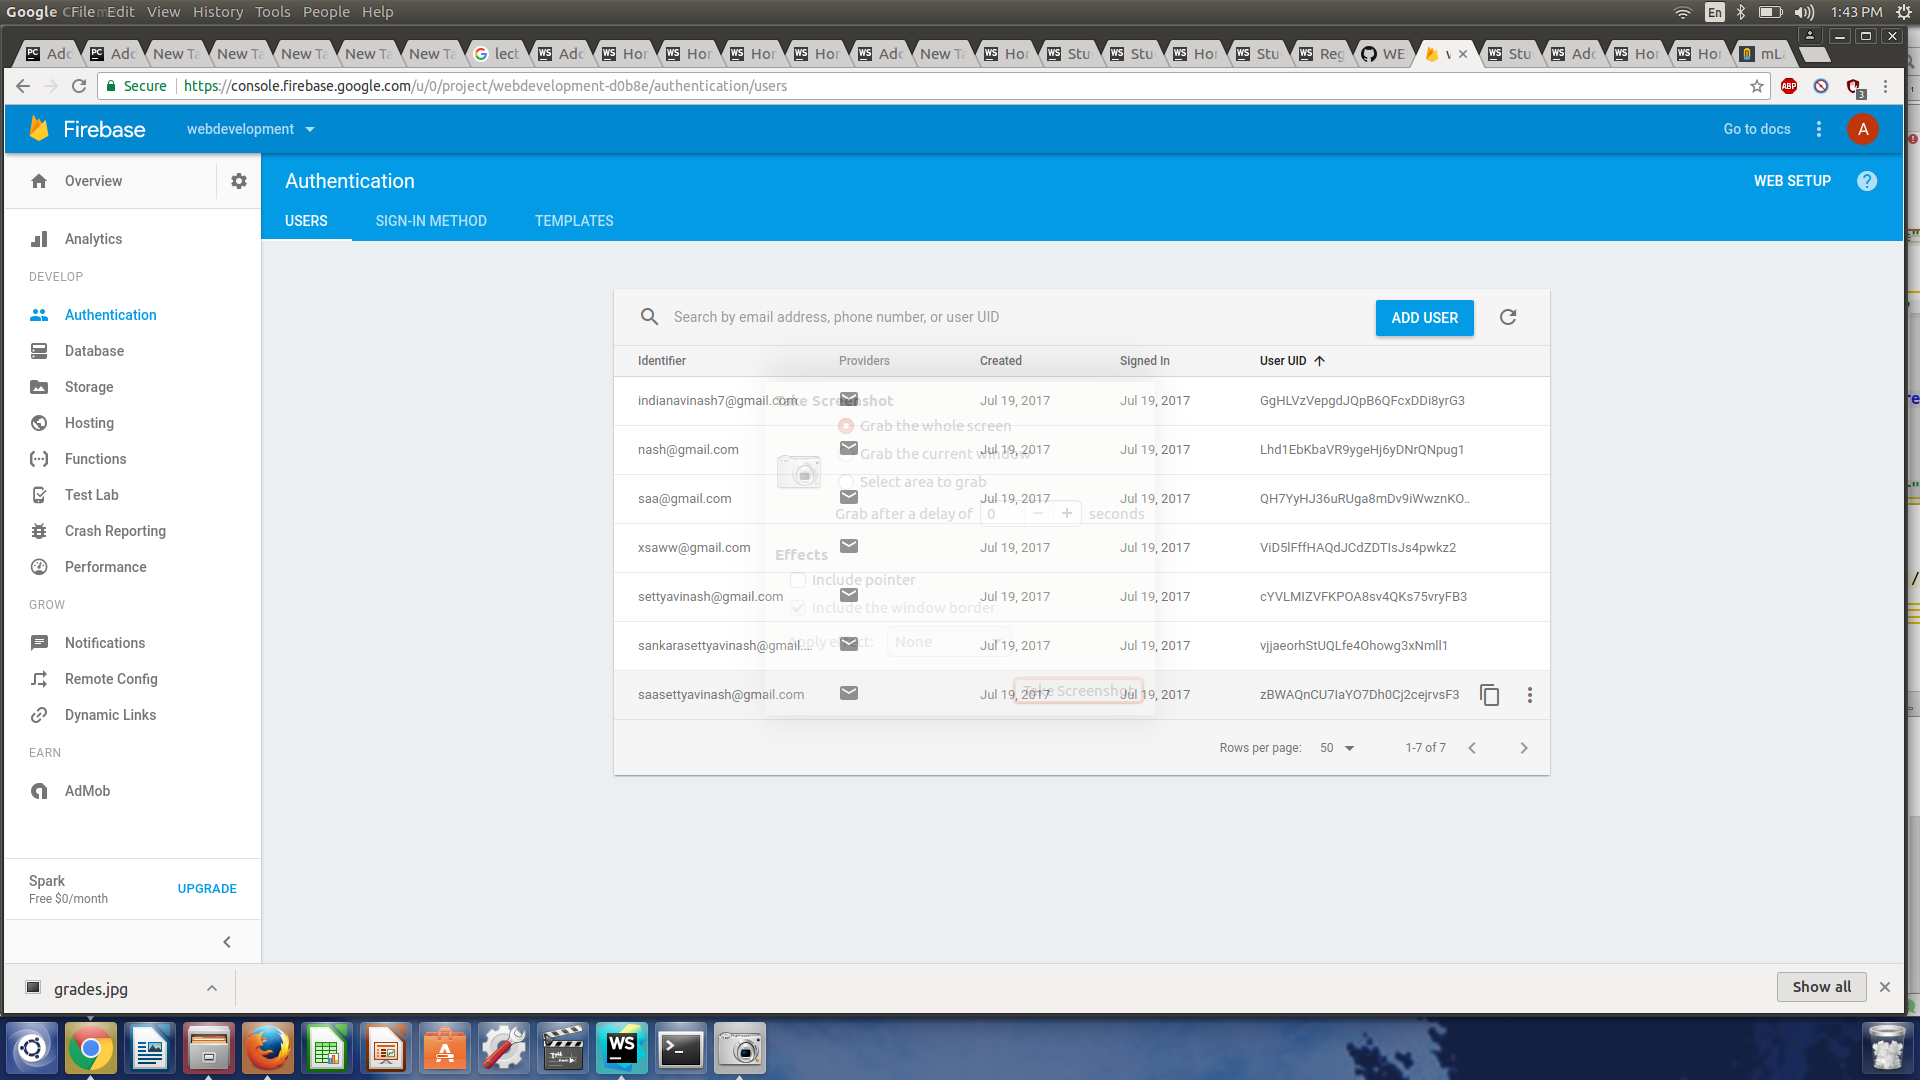 Google Chrome File Edit View History Tools People Help
En 1:43 PM
Adc Adc New Ta New Ta New Ta New Ta New Ta lect Adc Hor Hor Hor Hor Adc New Ta Hor Stu Stu Hor Stu Reg WE Stu Adc Hor Hor mL
Secure https://console.firebase.google.com/u/0/project/webdevelopment-d0b8e/authentication/users
ABP
3
Firebase webdevelopment Go to docs A
Overview
Authentication WEB SETUP ?
USERS SIGN-IN METHOD TEMPLATES
Analytics
DEVELOP
Authentication
Database
Storage
Hosting
Functions
Test Lab
Crash Reporting
Performance
GROW
Notifications
Remote Config
Dynamic Links
EARN
AdMob
Spark
Free $0/month
UPGRADE
Search by email address, phone number, or user UID ADD USER
Identifier Providers Created Signed In User UID
indianavinash7@gmail.com Jul 19, 2017 Jul 19, 2017 GgHLVzVepgdJQpB6QFcxDDi8yrG3
nash@gmail.com Jul 19, 2017 Jul 19, 2017 Lhd1EbKbaVR9ygeHj6yDNrQNpug1
saa@gmail.com Jul 19, 2017 Jul 19, 2017 QH7YyHJ36uRUga8mDv9iWwznKO..
xsaww@gmail.com Jul 19, 2017 Jul 19, 2017 ViD5lFffHAQdJCdZDTIsJs4pwkz2
settyavinash@gmail.com Jul 19, 2017 Jul 19, 2017 cYVLMIZVFKPOA8sv4QKs75vryFB3
sankarasettyavinash@gmail.... Jul 19, 2017 Jul 19, 2017 vjjaeorhStUQLfe4Ohowg3xNmll1
saasettyavinash@gmail.com Jul 19, 2017 Jul 19, 2017 zBWAQnCU7IaYO7Dh0Cj2cejrvsF3
Rows per page: 50 1-7 of 7
Take Screenshot
Grab the whole screen
Grab the current window
Select area to grab
Grab after a delay of 0 − + seconds
Effects
Include pointer
Include the window border
Apply effect: None
Take Screenshot
grades.jpg Show all
WS